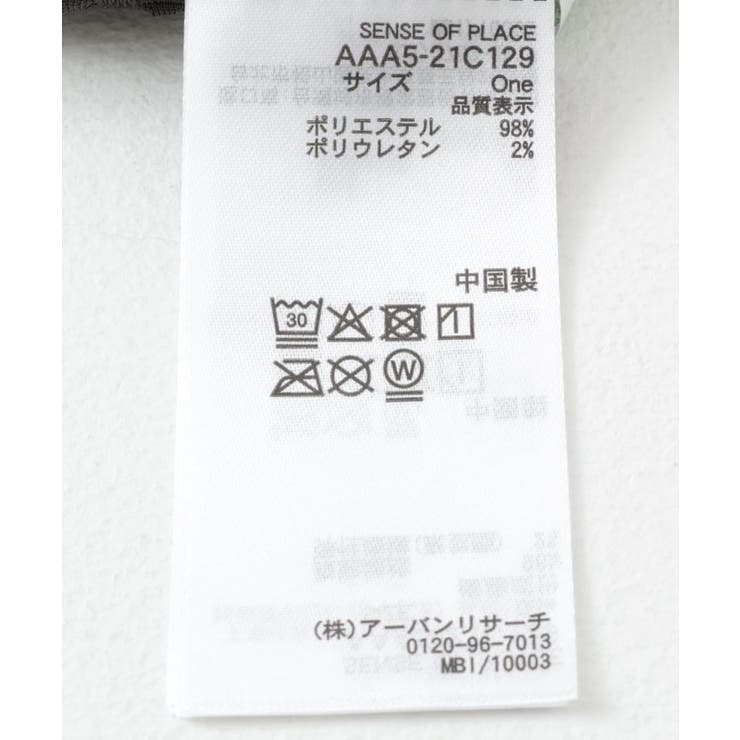 SENSE OF PLACE
AAA5-21C129
サイズ One
品質表示
ポリエステル 98%
ポリウレタン 2%
中国製
30
W
(株)アーバンリサーチ
0120-96-7013
MBI/10003